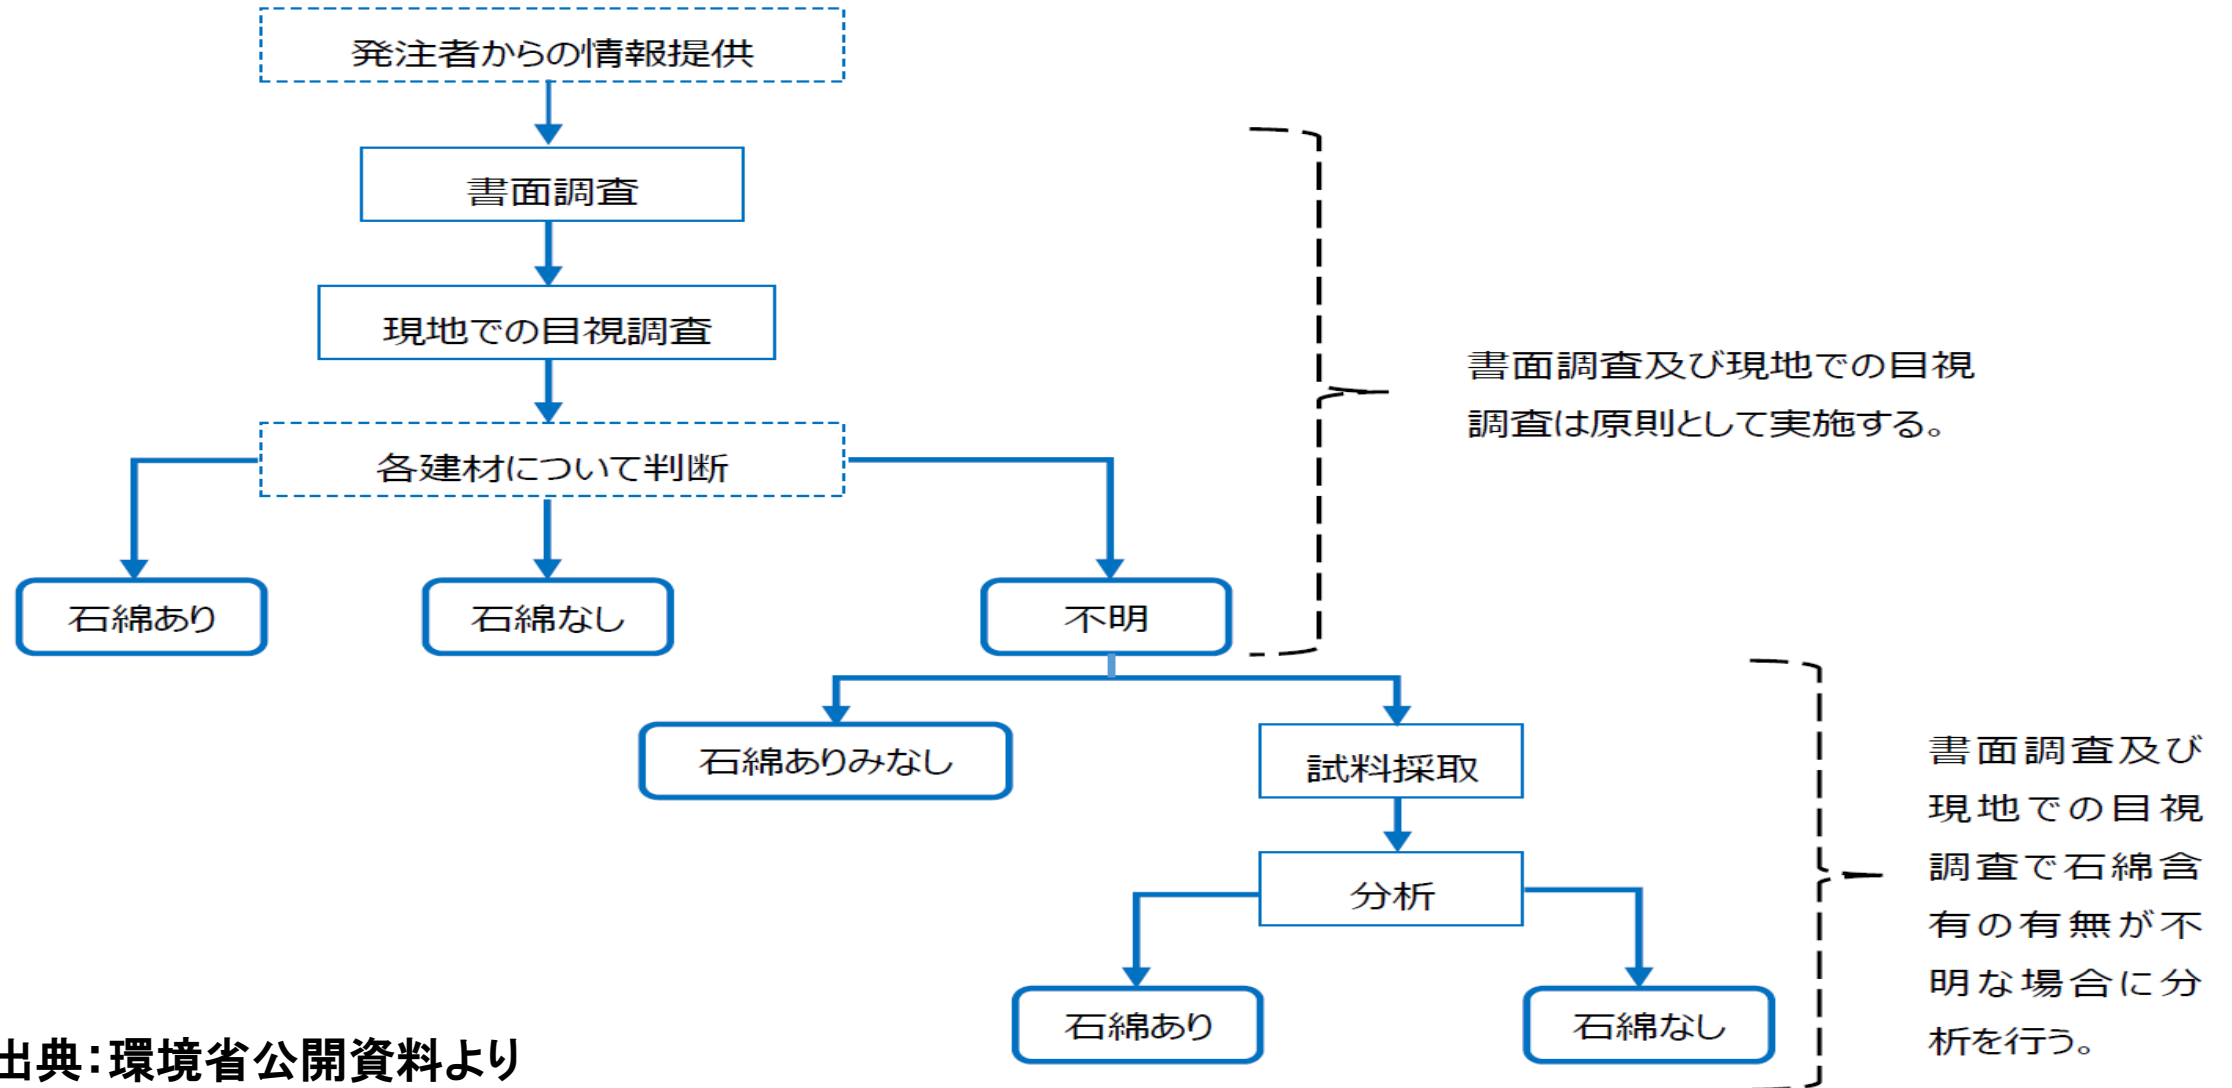 発注者からの情報提供
書面調査
現地での目視調査
各建材について判断
石綿あり
石綿なし
不明
書面調査及び現地での目視
調査は原則として実施する。
石綿ありみなし
試料採取
分析
石綿あり
石綿なし
書面調査及び
現地での目視
調査で石綿含
有の有無が不
明な場合に分
析を行う。
出典：環境省公開資料より